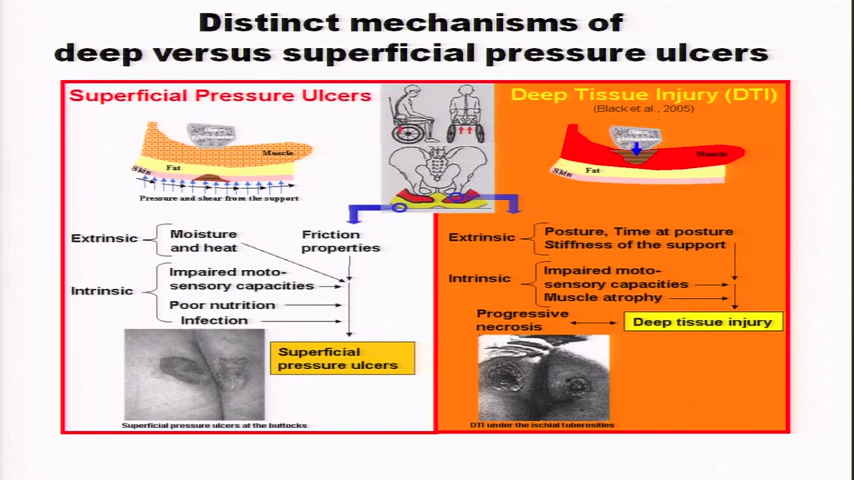 Distinct mechanisms of
deep versus superficial pressure ulcers
Superficial Pressure Ulcers
Muscle
Fat
Skin
Pressure and shear from the support
Extrinsic
Moisture
and heat
Friction
properties
Intrinsic
Impaired moto-
sensory capacities
Poor nutrition
Infection
Superficial
pressure ulcers
Superficial pressure ulcers at the buttocks
Deep Tissue Injury (DTI)
(Black et al., 2005)
Muscle
Fat
Skin
Extrinsic
Posture, Time at posture
Stiffness of the support
Intrinsic
Impaired moto-
sensory capacities
Muscle atrophy
Progressive
necrosis
Deep tissue injury
DTI under the ischial tuberosities